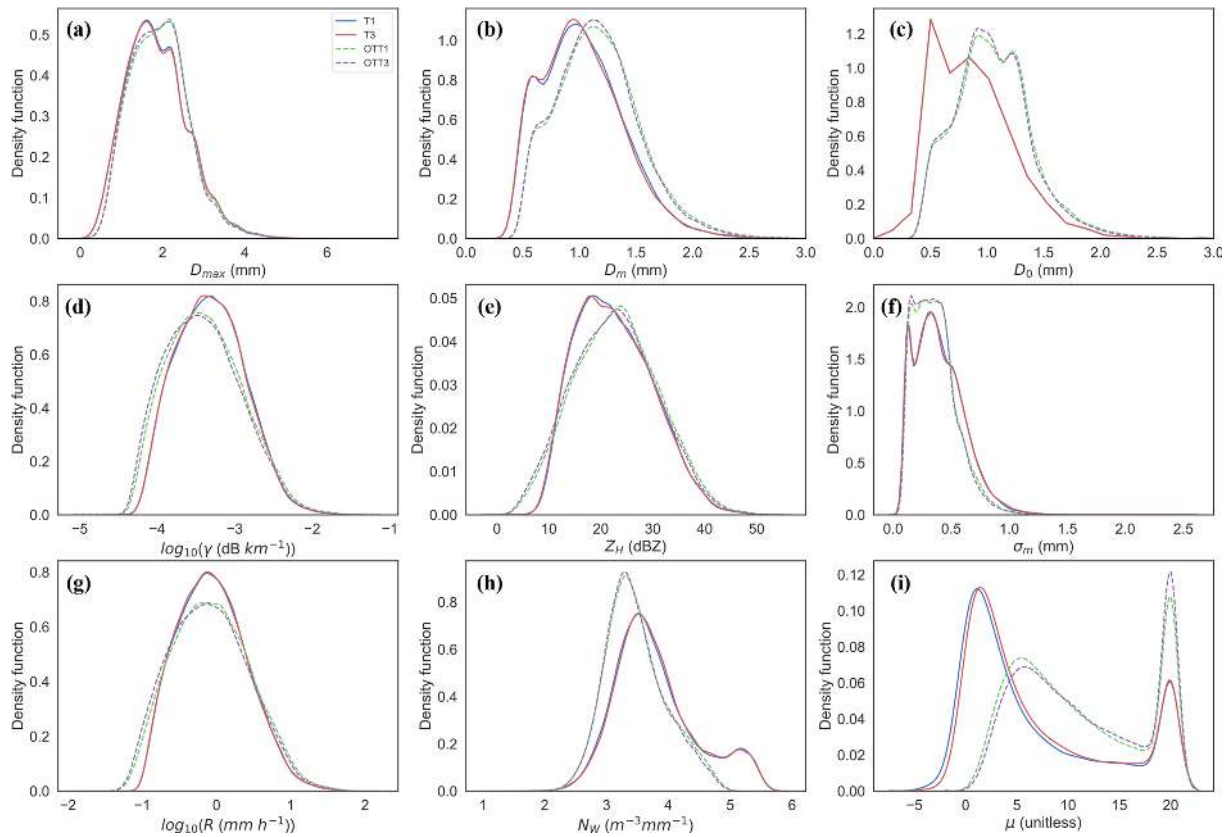 (a)
T1
T3
OTT1
OTT3
0.5
0.4
0.3
0.2
0.1
0.0
Density function
0 2 4 6
D_max (mm)
(b)
1.0
0.8
0.6
0.4
0.2
0.0
Density function
0.0 0.5 1.0 1.5 2.0 2.5 3.0
D_m (mm)
(c)
1.2
1.0
0.8
0.6
0.4
0.2
0.0
Density function
0.0 0.5 1.0 1.5 2.0 2.5 3.0
D_0 (mm)
(d)
0.8
0.6
0.4
0.2
0.0
Density function
−5 −4 −3 −2 −1
log10(γ (dB km⁻¹))
(e)
0.05
0.04
0.03
0.02
0.01
0.00
Density function
0 10 20 30 40 50
Z_H (dBZ)
(f)
2.0
1.5
1.0
0.5
0.0
Density function
0.0 0.5 1.0 1.5 2.0 2.5
σ_m (mm)
(g)
0.8
0.6
0.4
0.2
0.0
Density function
−2 −1 0 1 2
log10(R (mm h⁻¹))
(h)
0.8
0.6
0.4
0.2
0.0
Density function
1 2 3 4 5 6
N_W (m⁻³mm⁻¹)
(i)
0.12
0.10
0.08
0.06
0.04
0.02
0.00
Density function
−5 0 5 10 15 20
μ (unitless)